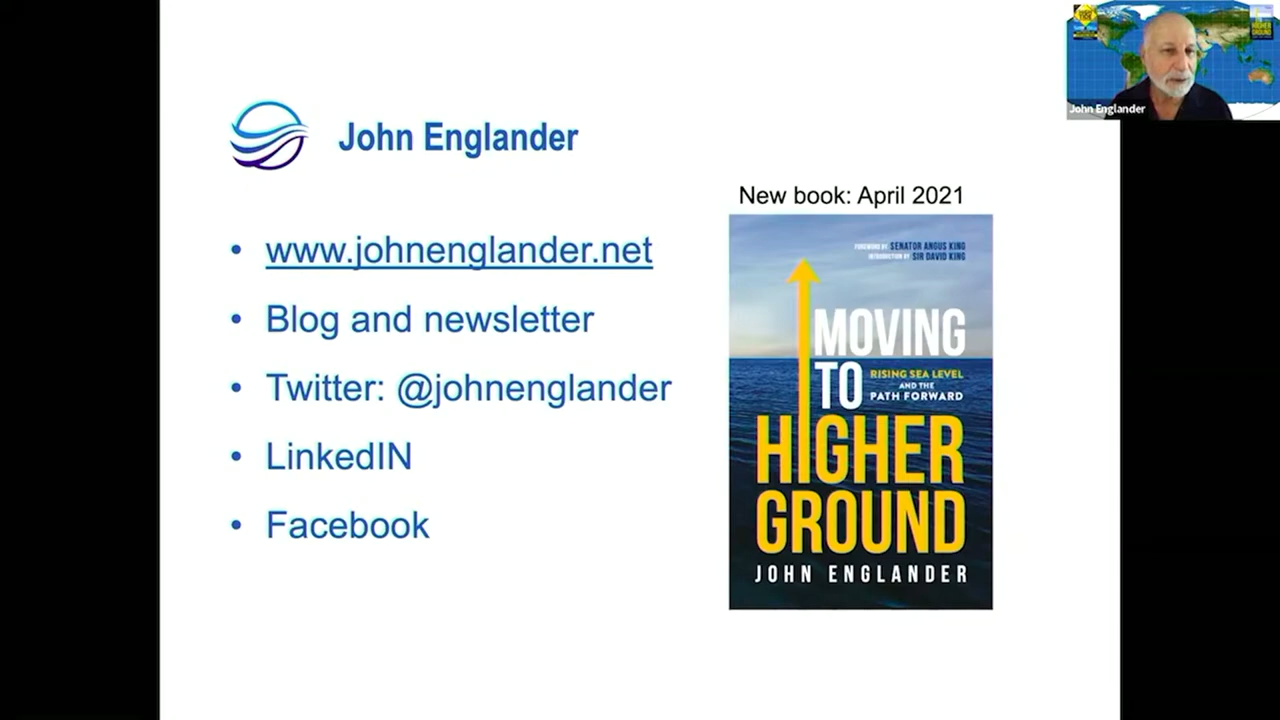 John Englander
• www.johnenglander.net
• Blog and newsletter
• Twitter: @johnenglander
• LinkedIN
• Facebook
New book: April 2021
FOREWORD BY SENATOR ANGUS KING
INTRODUCTION BY SIR DAVID KING
MOVING
TO
RISING SEA LEVEL
AND THE
PATH FORWARD
HIGHER
GROUND
JOHN ENGLANDER
HIGHER
GROUND
John Englander